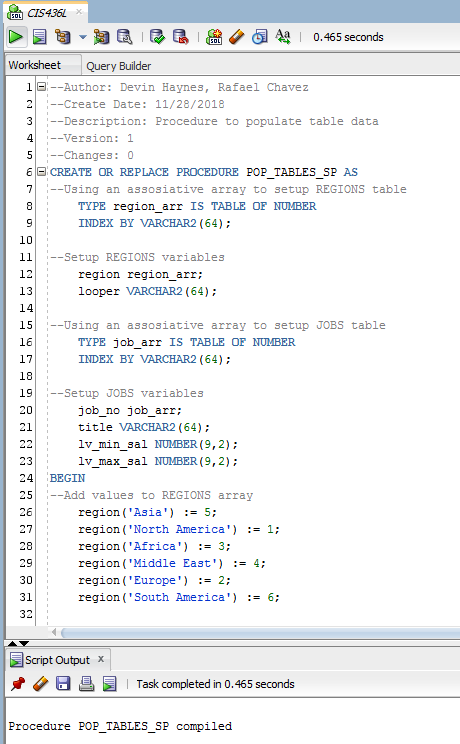 CIS436L
0.465 seconds
Worksheet Query Builder
1 --Author: Devin Haynes, Rafael Chavez
2 --Create Date: 11/28/2018
3 --Description: Procedure to populate table data
4 --Version: 1
5 --Changes: 0
6 CREATE OR REPLACE PROCEDURE POP_TABLES_SP AS
7 --Using an assosiative array to setup REGIONS table
8 TYPE region_arr IS TABLE OF NUMBER
9 INDEX BY VARCHAR2(64);
10
11 --Setup REGIONS variables
12 region region_arr;
13 looper VARCHAR2(64);
14
15 --Using an assosiative array to setup JOBS table
16 TYPE job_arr IS TABLE OF NUMBER
17 INDEX BY VARCHAR2(64);
18
19 --Setup JOBS variables
20 job_no job_arr;
21 title VARCHAR2(64);
22 lv_min_sal NUMBER(9,2);
23 lv_max_sal NUMBER(9,2);
24 BEGIN
25 --Add values to REGIONS array
26 region('Asia') := 5;
27 region('North America') := 1;
28 region('Africa') := 3;
29 region('Middle East') := 4;
30 region('Europe') := 2;
31 region('South America') := 6;
32
Script Output x
Task completed in 0.465 seconds
Procedure POP_TABLES_SP compiled